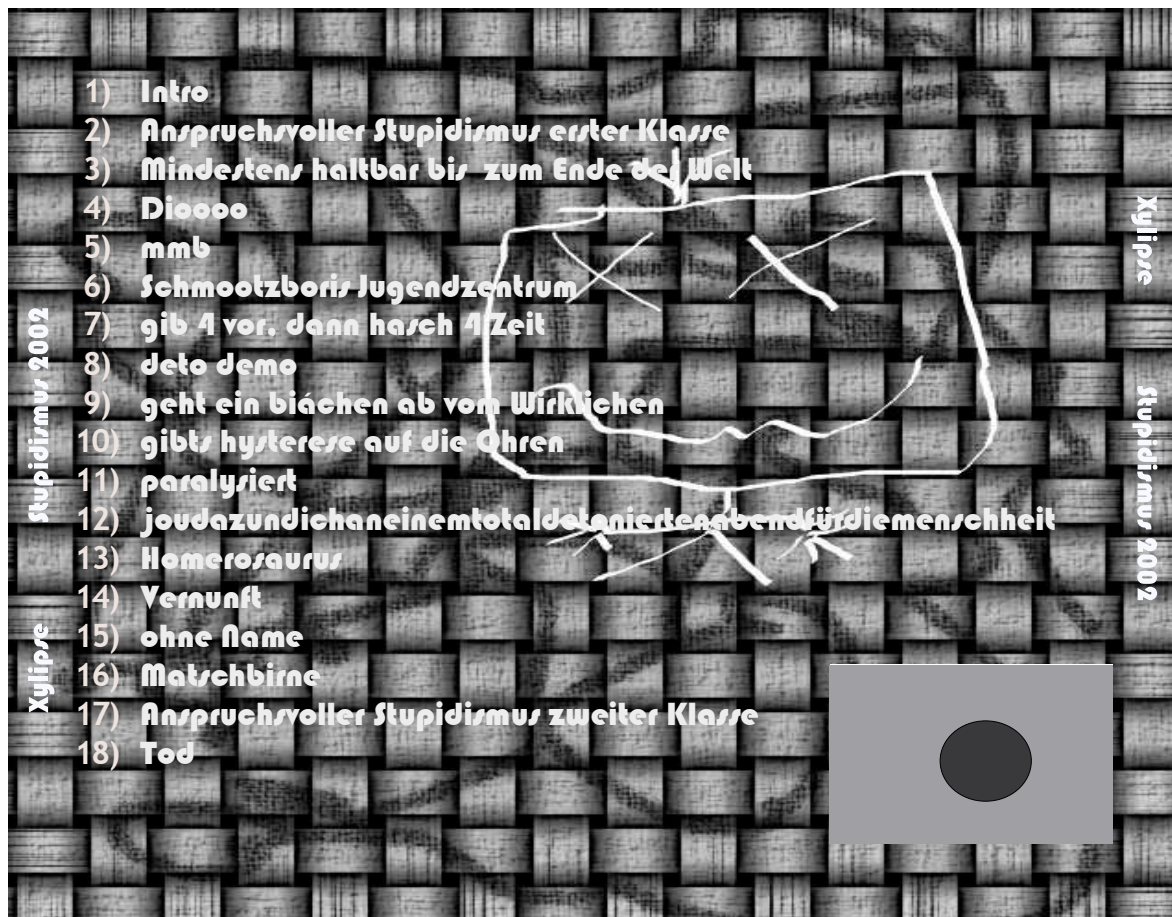 1) Intro
2) Anspruchsvoller Stupidismus erster Klasse
3) Mindestens haltbar bis zum Ende der Welt
4) Dioooo
5) mmb
6) Schmootzboris Jugendzentrum
7) gib 4 vor, dann hasch 4 Zeit
8) deto demo
9) geht ein biáchen ab vom Wirklichen
10) gibts hysterese auf die Ohren
11) paralysiert
12) joudazundichaneinemtotaldetoniertenabendfürdiemenschheit
13) Homerosaurus
14) Vernunft
15) ohne Name
16) Matschbirne
17) Anspruchsvoller Stupidismus zweiter Klasse
18) Tod
Xylipse Stupidismus 2002
Xylipse Stupidismus 2002